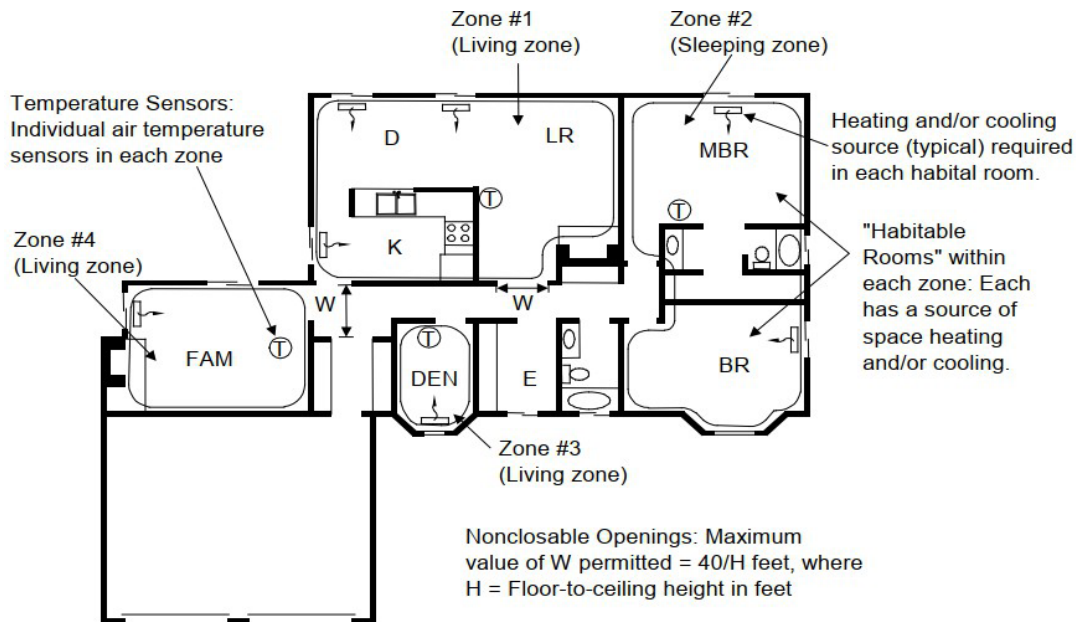 Zone #1
(Living zone)
Zone #2
(Sleeping zone)
Temperature Sensors:
Individual air temperature
sensors in each zone
Heating and/or cooling
source (typical) required
in each habital room.
D
LR
MBR
T
T
K
"Habitable
Rooms" within
each zone: Each
has a source of
space heating
and/or cooling.
Zone #4
(Living zone)
W
W
FAM
T
T
DEN
E
BR
Zone #3
(Living zone)
Nonclosable Openings: Maximum
value of W permitted = 40/H feet, where
H = Floor-to-ceiling height in feet